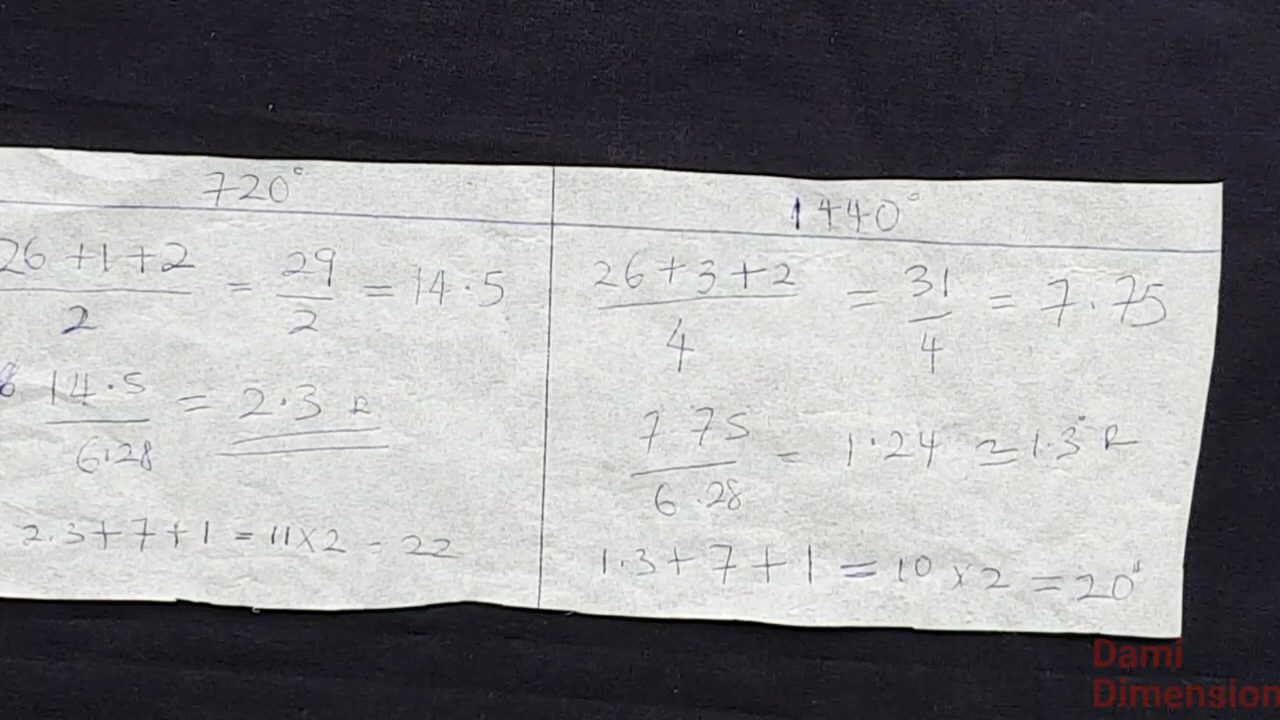 720°
26 + 1 + 2 / 2 = 29 / 2 = 14.5
14.5 / 6.28 = 2.3 R
2.3 + 7 + 1 = 11 x 2 = 22
1440°
26 + 3 + 2 / 4 = 31 / 4 = 7.75
7.75 / 6.28 = 1.24 ≃ 1.3" R
1.3 + 7 + 1 = 10 x 2 = 20"
Dami
Dimension